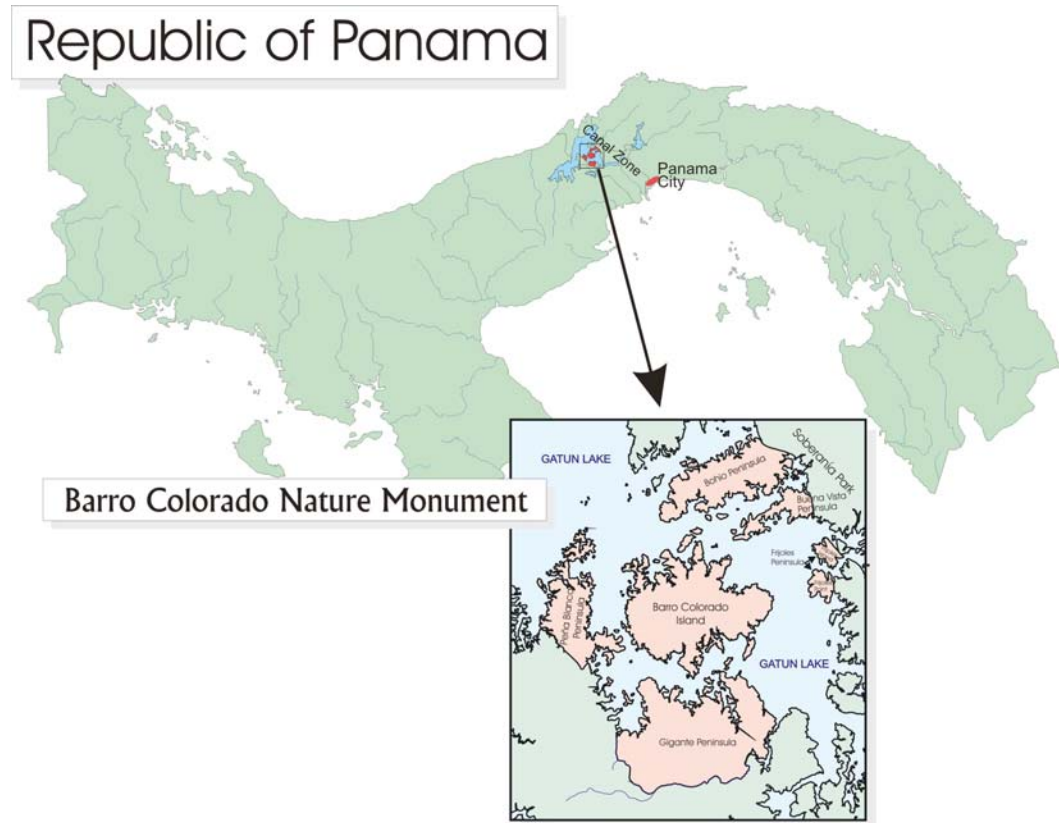 Republic of Panama
Canal Zone
Panama
City
Barro Colorado Nature Monument
GATUN LAKE
Bohio Peninsula
Soberanía Park
Buena Vista
Peninsula
Frijoles
Peninsula
Peña Blanca
Peninsula
Barro Colorado
Island
GATUN LAKE
Gigante Peninsula